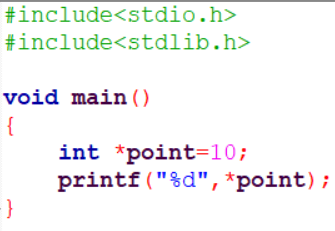 #include<stdio.h>
#include<stdlib.h>
void main()
{
int *point=10;
printf("%d",*point);
}